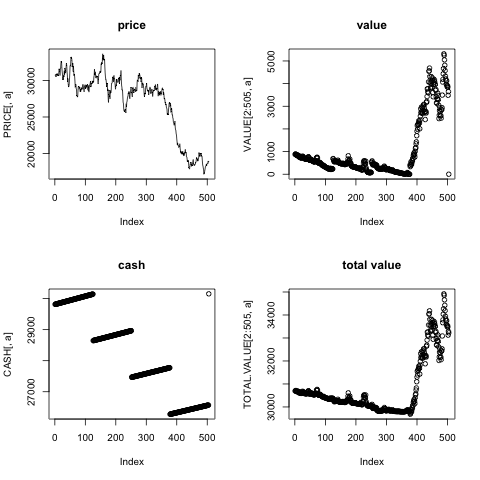 price
PRICE[, a]
20000 25000 30000
0 100 200 300 400 500
Index
value
VALUE[2:505, a]
0 1000 3000 5000
0 100 200 300 400 500
Index
cash
CASH[, a]
27000 29000
0 100 200 300 400 500
Index
total value
TOTAL.VALUE[2:505, a]
30000 32000 34000
0 100 200 300 400 500
Index